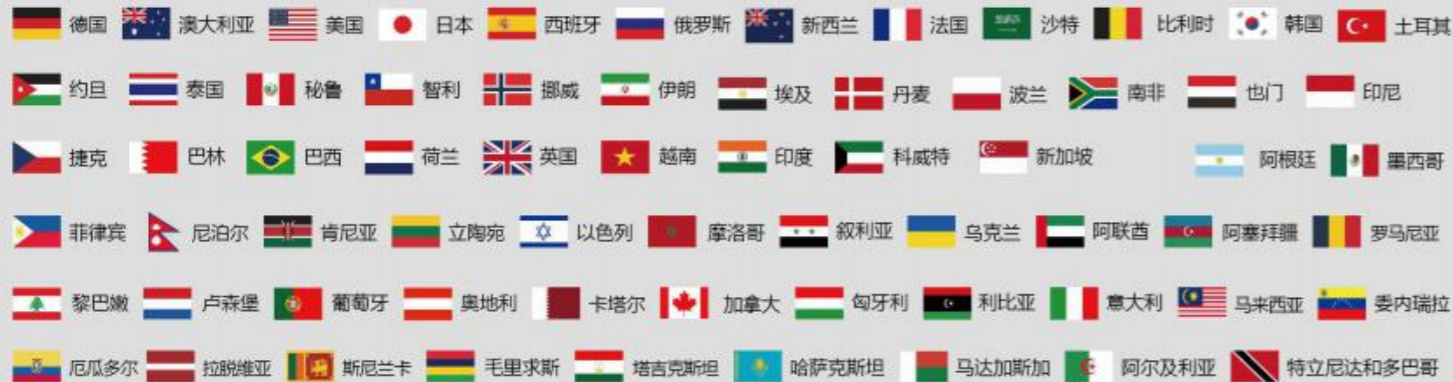 德国 澳大利亚 美国 日本 西班牙 俄罗斯 新西兰 法国 沙特 比利时 韩国 土耳其
约旦 泰国 秘鲁 智利 挪威 伊朗 埃及 丹麦 波兰 南非 也门 印尼
捷克 巴林 巴西 荷兰 英国 越南 印度 科威特 新加坡 阿根廷 墨西哥
菲律宾 尼泊尔 肯尼亚 立陶宛 以色列 摩洛哥 叙利亚 乌克兰 阿联酋 阿塞拜疆 罗马尼亚
黎巴嫩 卢森堡 葡萄牙 奥地利 卡塔尔 加拿大 匈牙利 利比亚 意大利 马来西亚 委内瑞拉
厄瓜多尔 拉脱维亚 斯尼兰卡 毛里求斯 塔吉克斯坦 哈萨克斯坦 马达加斯加 阿尔及利亚 特立尼达和多巴哥